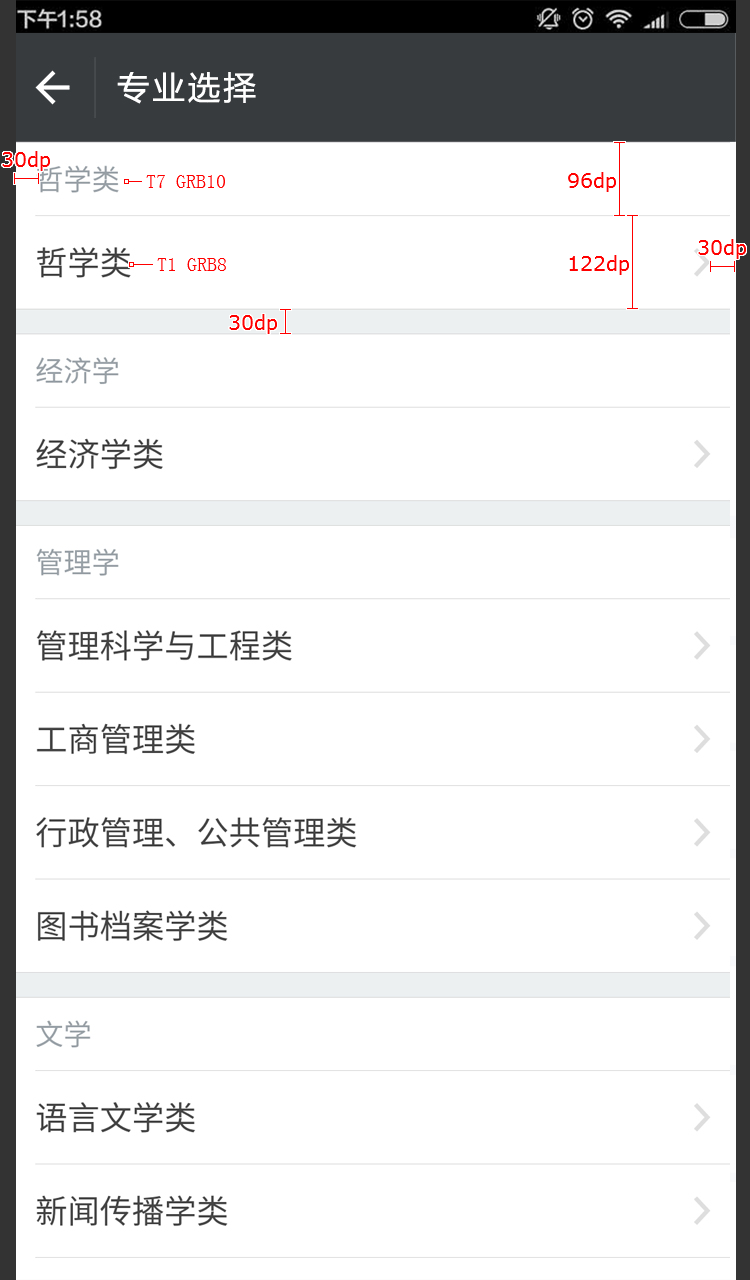 下午1:58
专业选择
30dp
哲学类 T7 GRB10 96dp
哲学类 T1 GRB8 122dp 30dp
30dp
经济学
经济学类
管理学
管理科学与工程类
工商管理类
行政管理、公共管理类
图书档案学类
文学
语言文学类
新闻传播学类